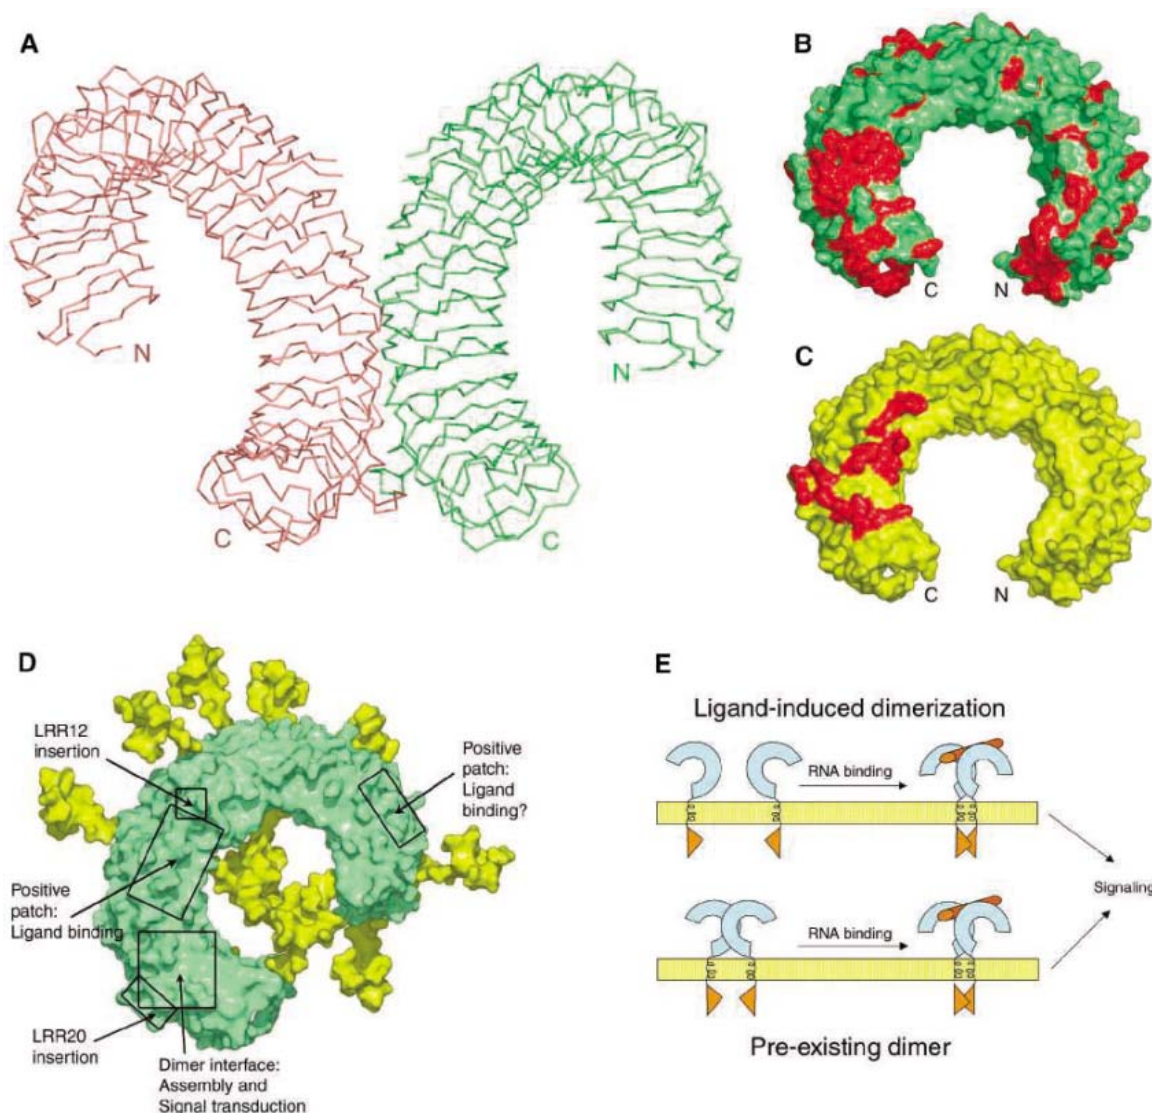 A
N
N
C
C
B
C
N
C
C
N
D
LRR12
insertion
Positive
patch:
Ligand
binding?
Positive
patch:
Ligand binding
LRR20
insertion
Dimer interface:
Assembly and
Signal transduction
E
Ligand-induced dimerization
RNA binding
Signaling
RNA binding
Pre-existing dimer